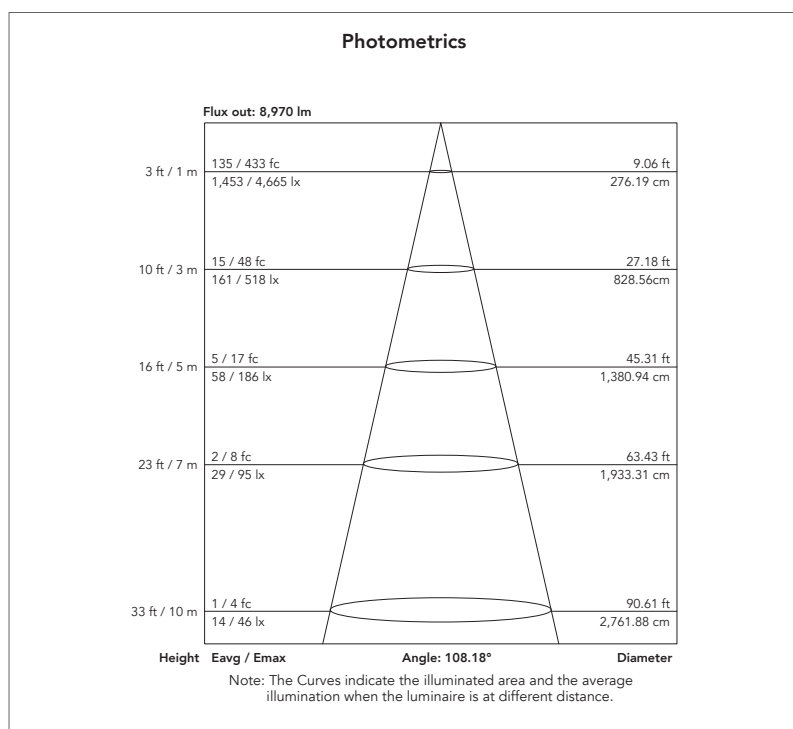 Photometrics
Flux out: 8,970 lm
3 ft / 1 m
135 / 433 fc
1,453 / 4,665 lx
9.06 ft
276.19 cm
10 ft / 3 m
15 / 48 fc
161 / 518 lx
27.18 ft
828.56cm
16 ft / 5 m
5 / 17 fc
58 / 186 lx
45.31 ft
1,380.94 cm
23 ft / 7 m
2 / 8 fc
29 / 95 lx
63.43 ft
1,933.31 cm
33 ft / 10 m
1 / 4 fc
14 / 46 lx
90.61 ft
2,761.88 cm
Height Eavg / Emax Angle: 108.18° Diameter
Note: The Curves indicate the illuminated area and the average
illumination when the luminaire is at different distance.